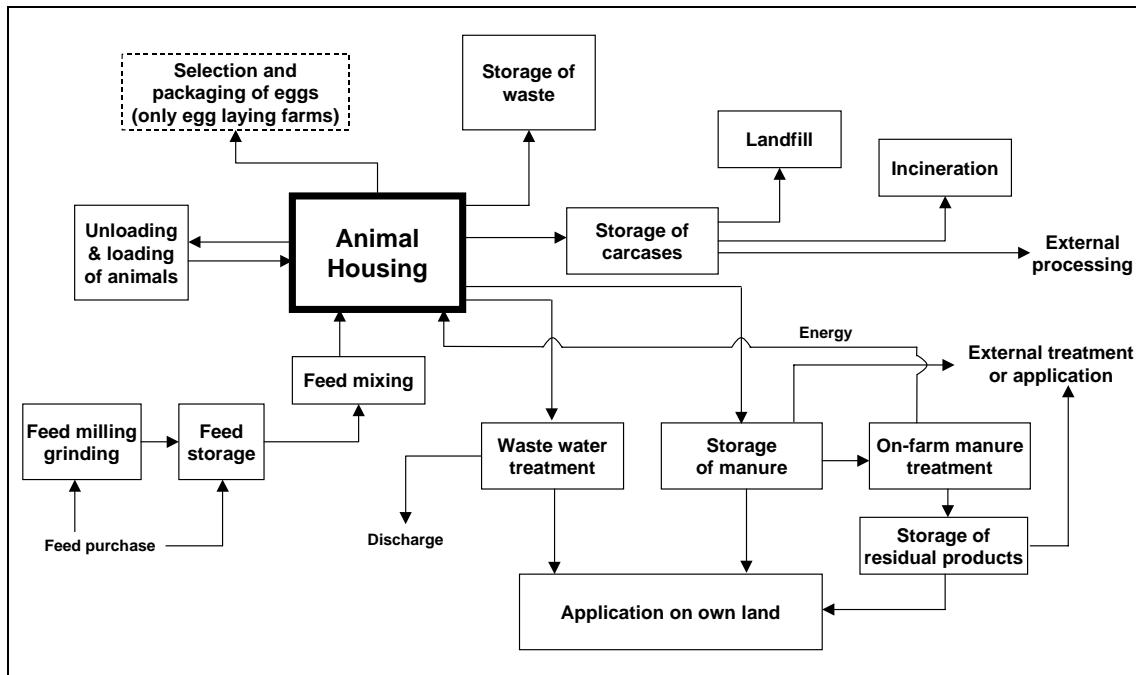 Selection and
packaging of eggs
(only egg laying farms)
Storage of
waste
Landfill
Incineration
Unloading
& loading
of animals
Animal
Housing
Storage of
carcases
External
processing
Energy
External treatment
or application
Feed mixing
Feed milling
grinding
Feed
storage
Waste water
treatment
Storage
of manure
On-farm manure
treatment
Feed purchase
Discharge
Storage of
residual products
Application on own land